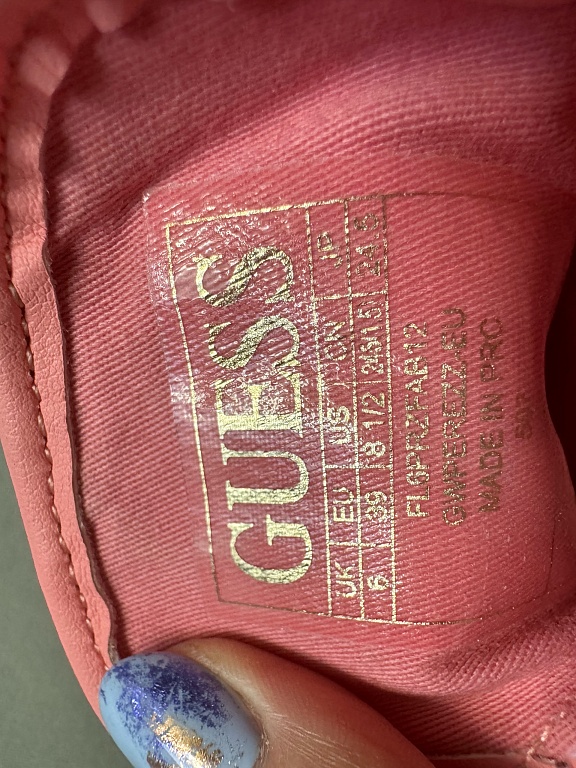 GUESS
UK EU US CN JP
6 39 8 1/2 245/1.5 24.5
FL6PRZFAB12
GWPEREZZ-EU
MADE IN PRC